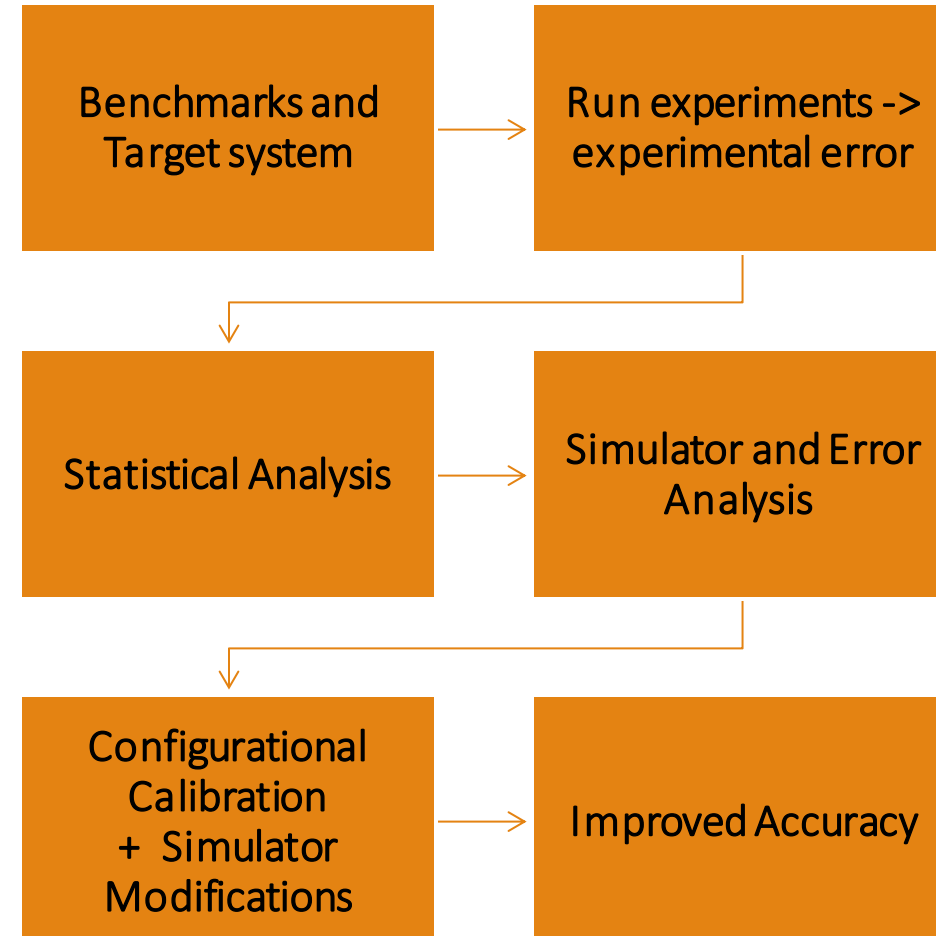 Benchmarks and
Target system
Run experiments ->
experimental error
Statistical Analysis
Simulator and Error
Analysis
Configurational
Calibration
+ Simulator
Modifications
Improved Accuracy